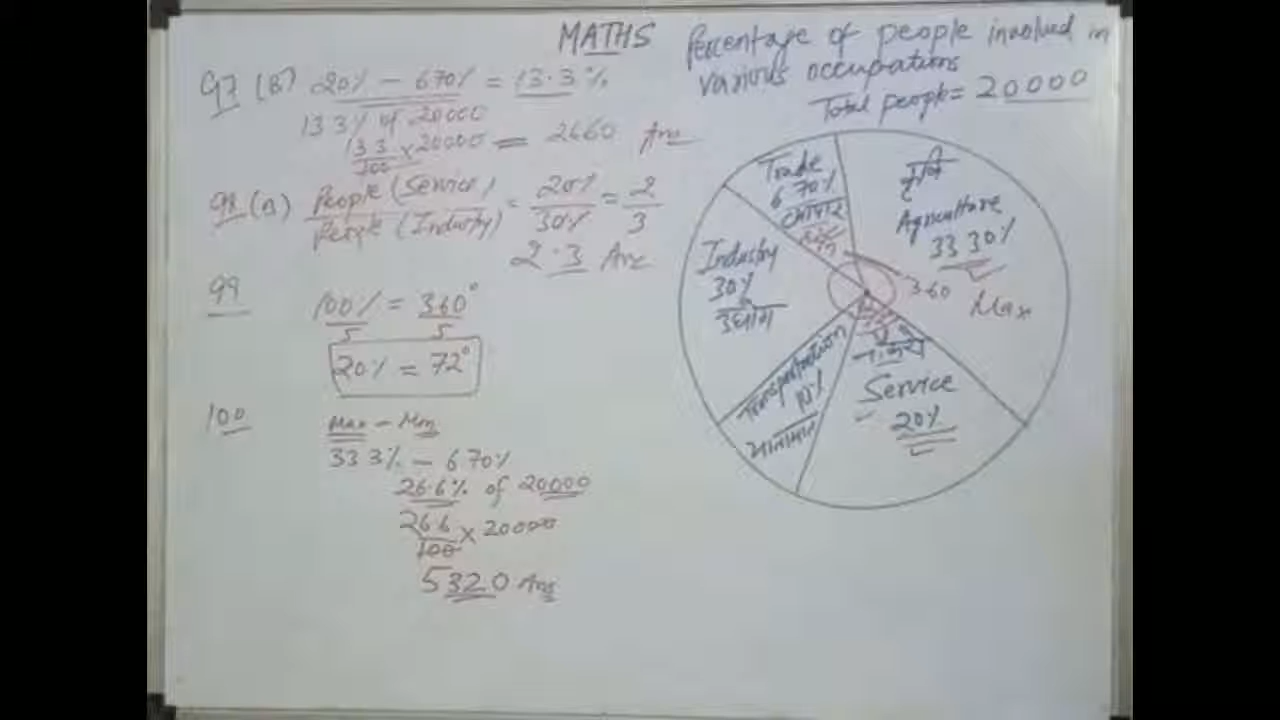 MATHS
Percentage of people involved in
various occupations
Total people = 20000
97 (B) 20% - 6.70% = 13.3%
13.3% of 20000
13.3/100 × 20000 = 2660 Ans
98 (A) People (Service)/People (Industry) = 20%/30% = 2/3
2:3 Ans
99
100%/5 = 360°/5
20% = 72°
100
Max - Min
33.3% - 6.70%
26.6% of 20000
26.6/100 × 20000
5320 Ans
Trade
6.70%
व्यापार
कृषि
Agriculture
33.30%
Max
360
Industry
30%
उद्योग
Transportation
10%
यातायात
Service
20%